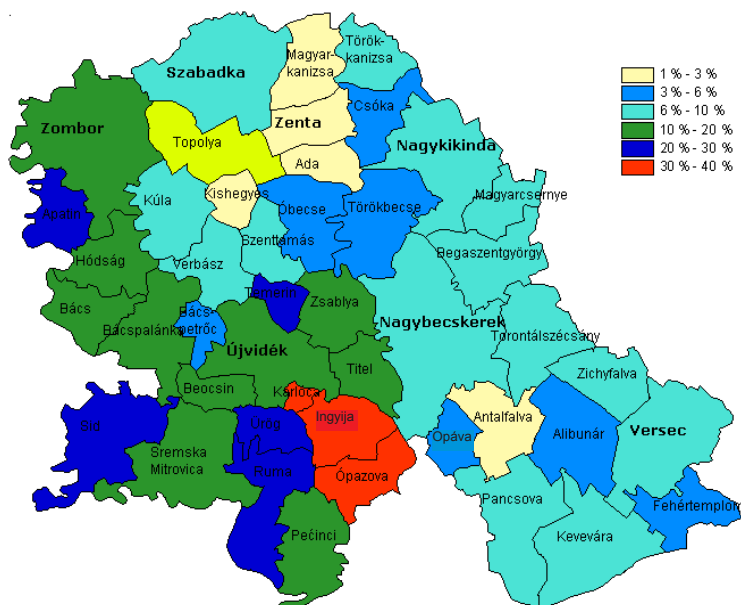 Magyar-
kanizsa
Török-
kanizsa
Szabadka
1 % - 3 %
3 % - 6 %
6 % - 10 %
10 % - 20 %
20 % - 30 %
30 % - 40 %
Csóka
Zombor
Zenta
Topolya
Nagykikinda
Ada
Kishegyes
Magyarcsernye
Kúla
Apatin
Óbecse
Törökbecse
Szenttamás
Begaszentgyörgy
Hódság
Verbász
Temerin
Zsablya
Bács
Bácspalánka
Bács-
petrőc
Nagybecskerek
Torontálszécsány
Újvidék
Titel
Zichyfalva
Beocsin
Karlóca
Antalfalva
Ingyija
Sid
Öróg
Opáva
Alibunár
Versec
Sremska
Mitrovica
Ruma
Ópazova
Pancsova
Fehértemplom
Pećinci
Kevevára